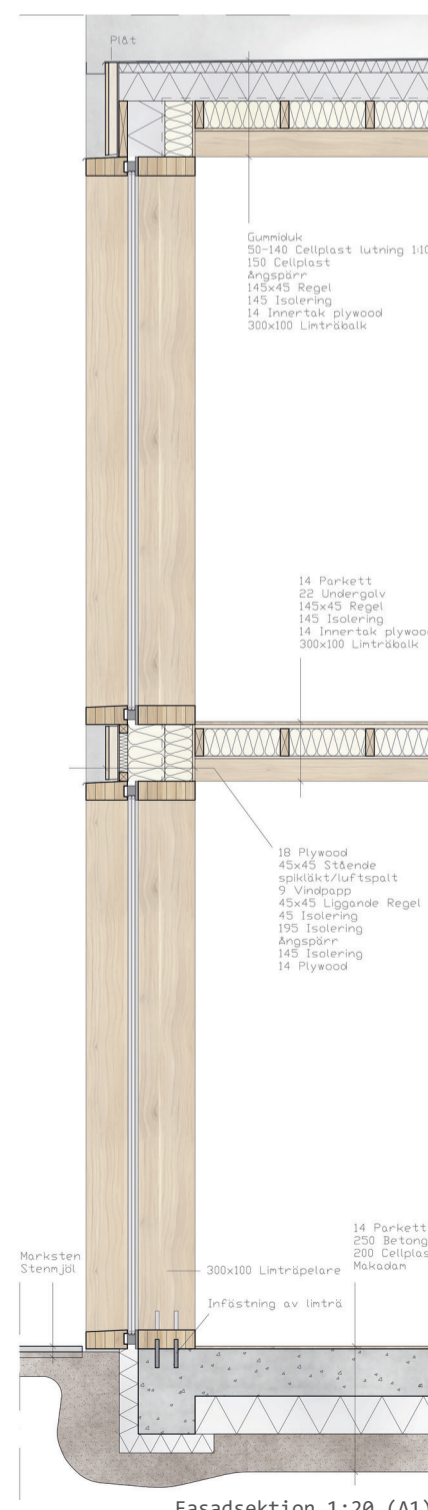 Plåt
Gummiduk
50-140 Cellplast lutning 1:10
150 Cellplast
Ångspärr
145x45 Regel
145 Isolering
14 Innertak plywood
300x100 Limträbalk
14 Parkett
22 Undergolv
145x45 Regel
145 Isolering
14 Innertak plywood
300x100 Limträbalk
18 Plywood
45x45 Stående
spikläkt/luftspalt
9 Vindpapp
45x45 Liggande Regel
45 Isolering
195 Isolering
Ångspärr
145 Isolering
14 Plywood
14 Parkett
250 Betong
200 Cellplas
Makadam
Marksten
Stenmjöl
300x100 Limträpelare
Infästning av limträ
Fasadsektion 1:20 (A1)